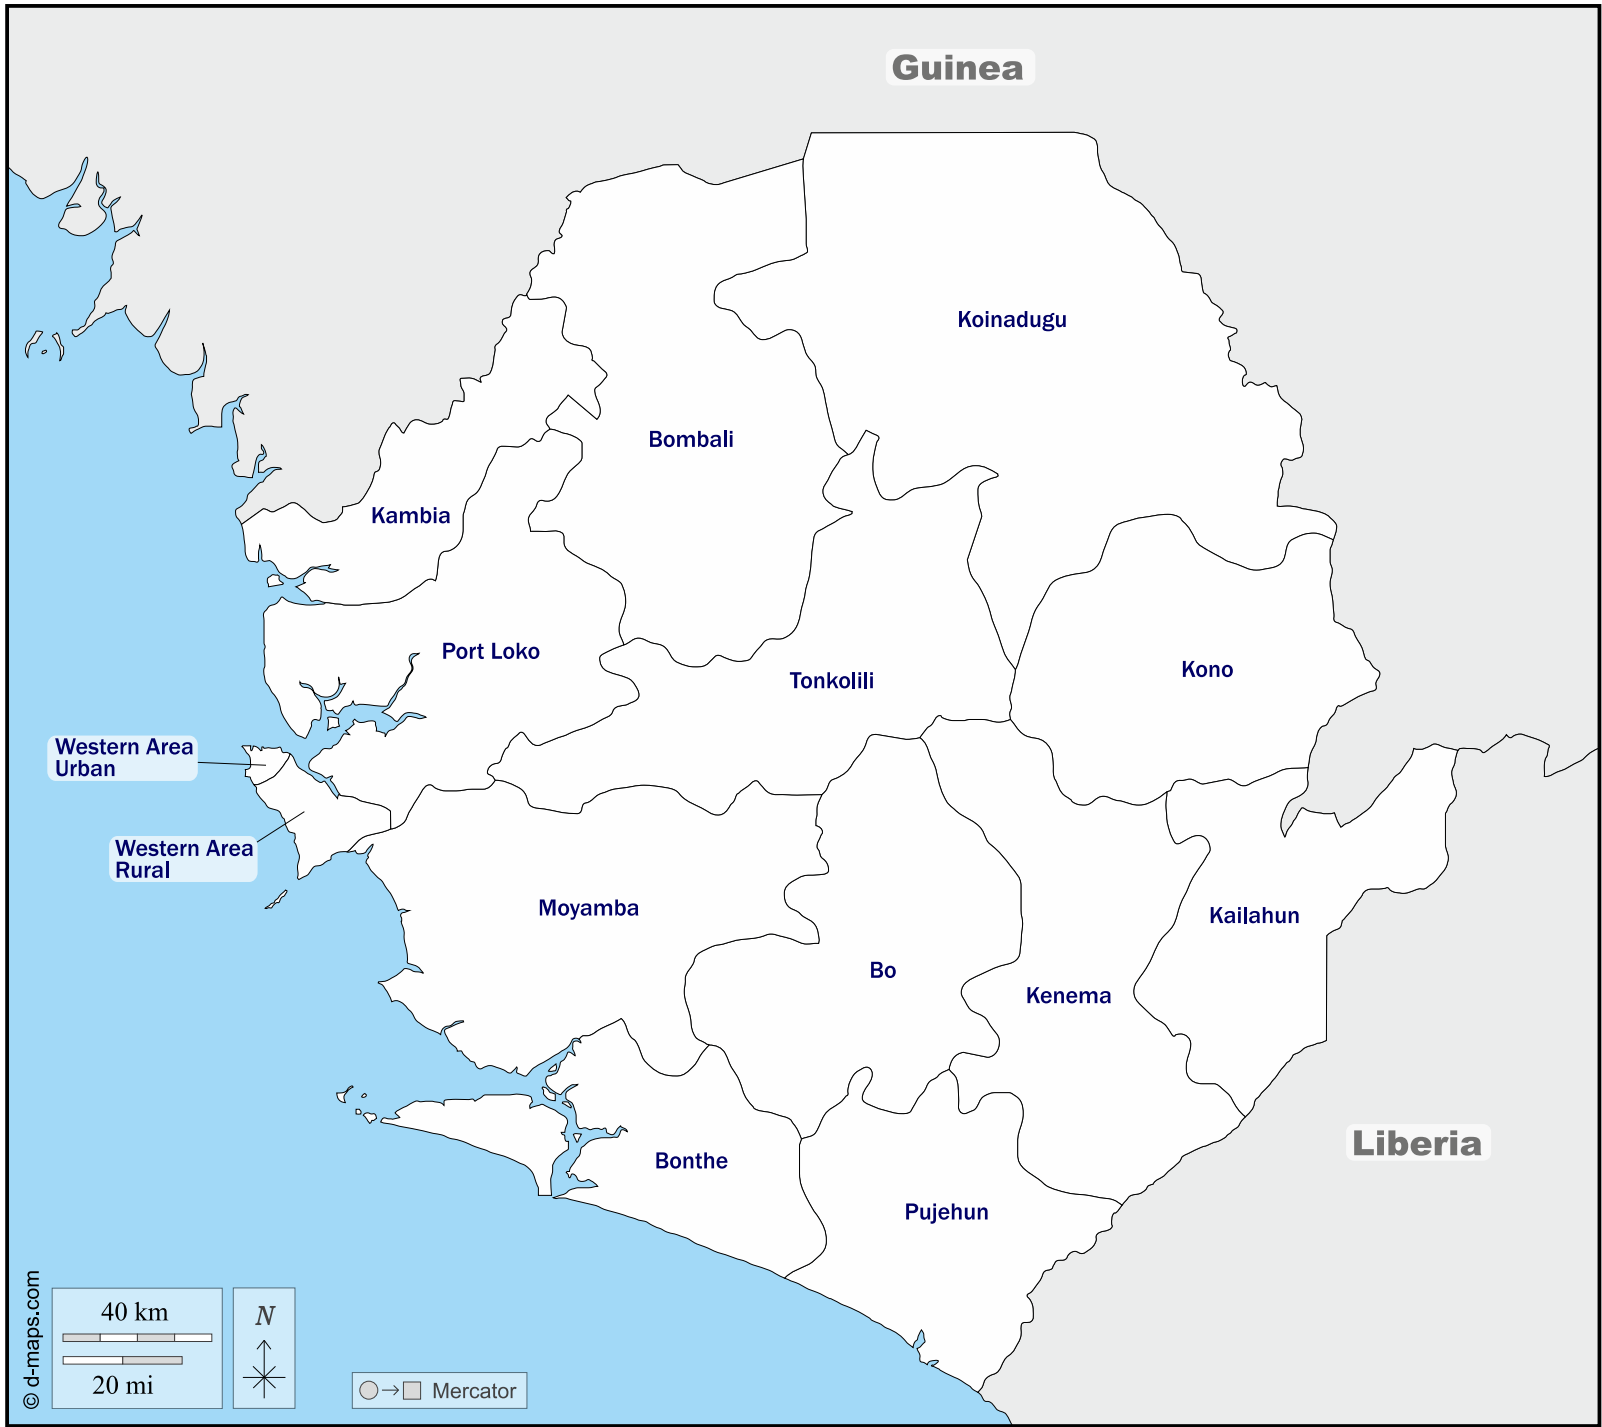 Guinea
Koinadugu
Bombali
Kambia
Port Loko
Kono
Tonkolili
Western Area
Urban
Western Area
Rural
Moyamba
Kailahun
Bo
Kenema
Liberia
Bonthe
Pujehun
© d-maps.com
40 km
20 mi
N
Mercator